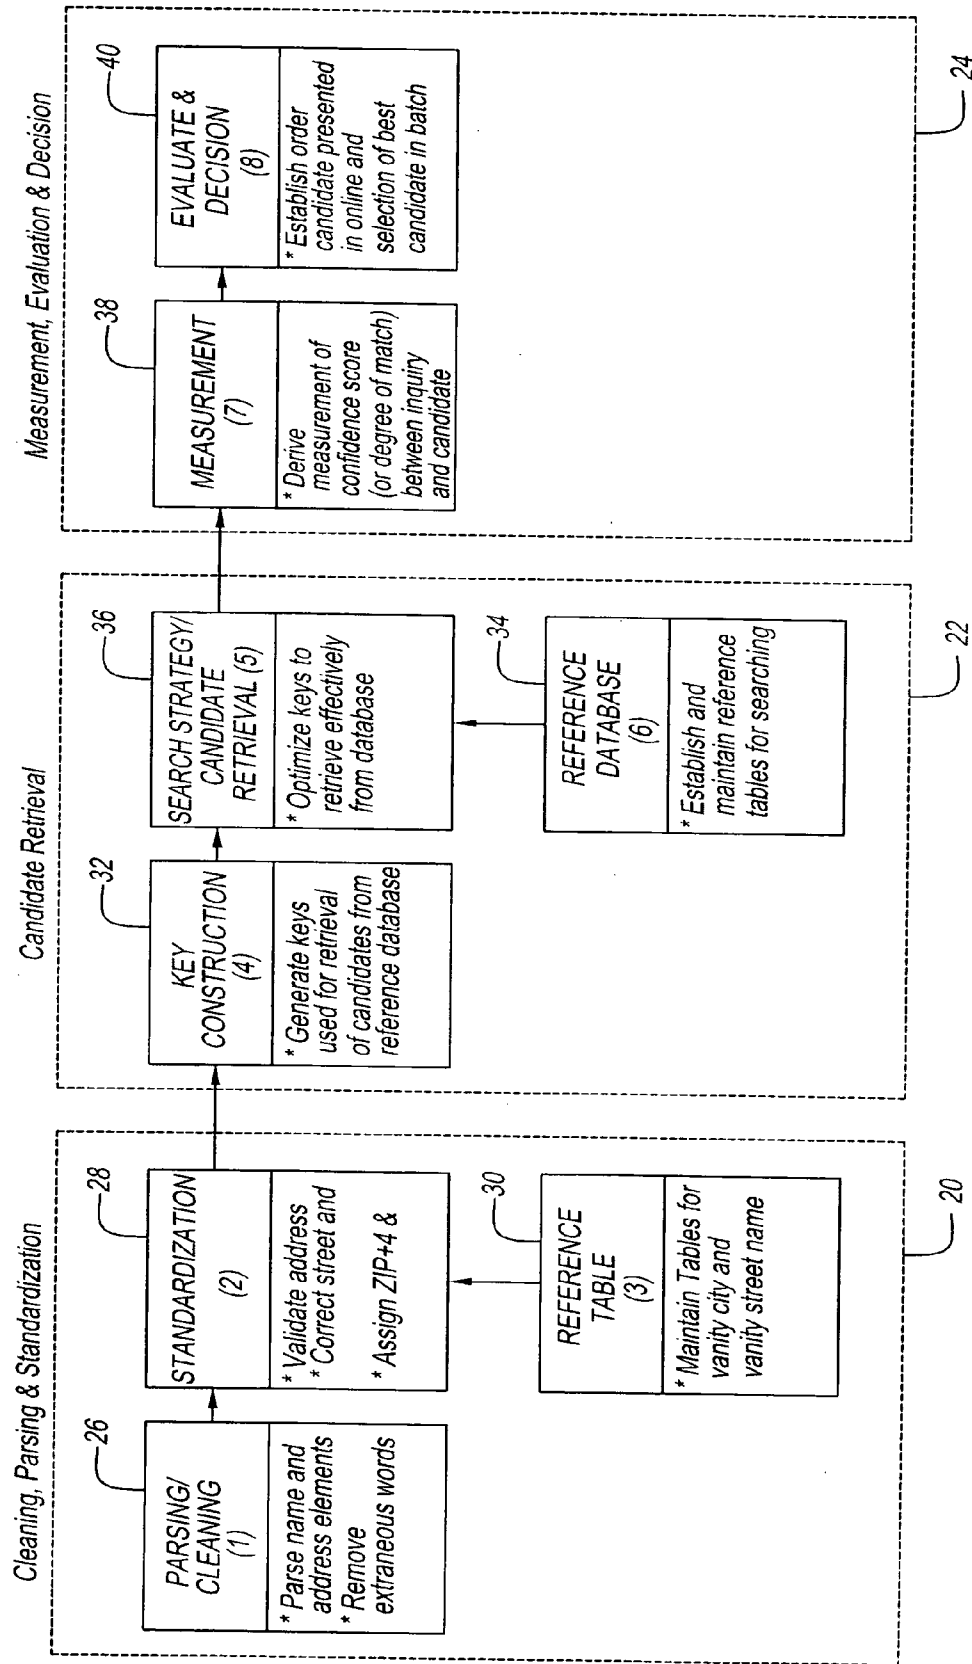 Cleaning, Parsing & Standardization
26
PARSING/
CLEANING
(1)
* Parse name and
address elements
* Remove
extraneous words
28
STANDARDIZATION
(2)
* Validate address
* Correct street and
* Assign ZIP+4 &
30
REFERENCE
TABLE
(3)
* Maintain Tables for
vanity city and
vanity street name
20
Candidate Retrieval
32
KEY
CONSTRUCTION
(4)
* Generate keys
used for retrieval
of candidates from
reference database
36
SEARCH STRATEGY/
CANDIDATE
RETRIEVAL (5)
* Optimize keys to
retrieve effectively
from database
34
REFERENCE
DATABASE
(6)
* Establish and
maintain reference
tables for searching
22
Measurement, Evaluation & Decision
38
MEASUREMENT
(7)
* Derive
measurement of
confidence score
(or degree of match)
between inquiry
and candidate
40
EVALUATE &
DECISION
(8)
* Establish order
candidate presented
in online and
selection of best
candidate in batch
24